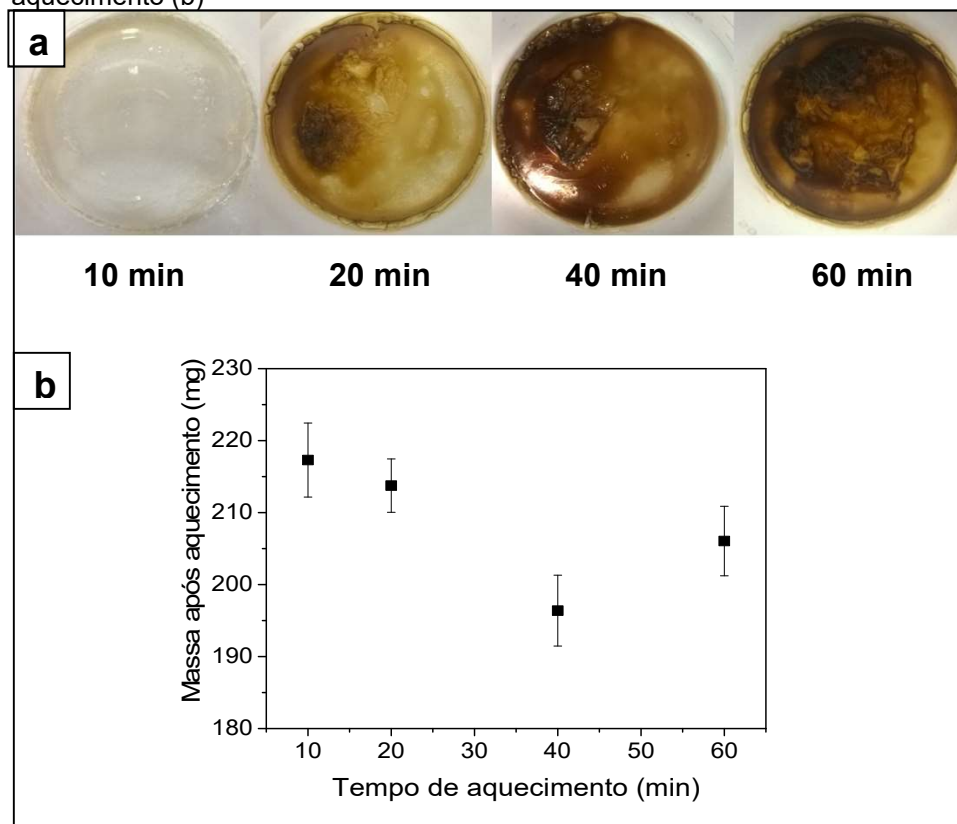 aquecimento (b)
a
10 min 20 min 40 min 60 min
b
Massa após aquecimento (mg)
230
220
210
200
190
180
10 20 30 40 50 60
Tempo de aquecimento (min)